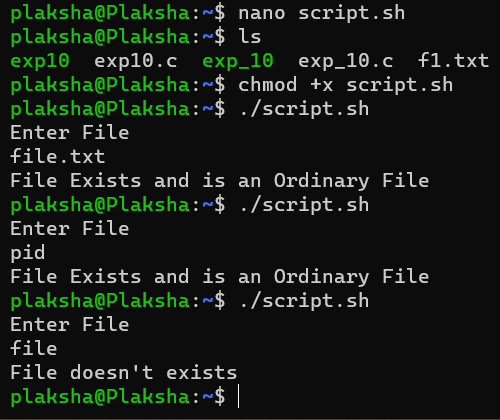 plaksha@Plaksha:~$ nano script.sh
plaksha@Plaksha:~$ ls
exp10  exp10.c  exp_10  exp_10.c  f1.txt
plaksha@Plaksha:~$ chmod +x script.sh
plaksha@Plaksha:~$ ./script.sh
Enter File
file.txt
File Exists and is an Ordinary File
plaksha@Plaksha:~$ ./script.sh
Enter File
pid
File Exists and is an Ordinary File
plaksha@Plaksha:~$ ./script.sh
Enter File
file
File doesn't exists
plaksha@Plaksha:~$